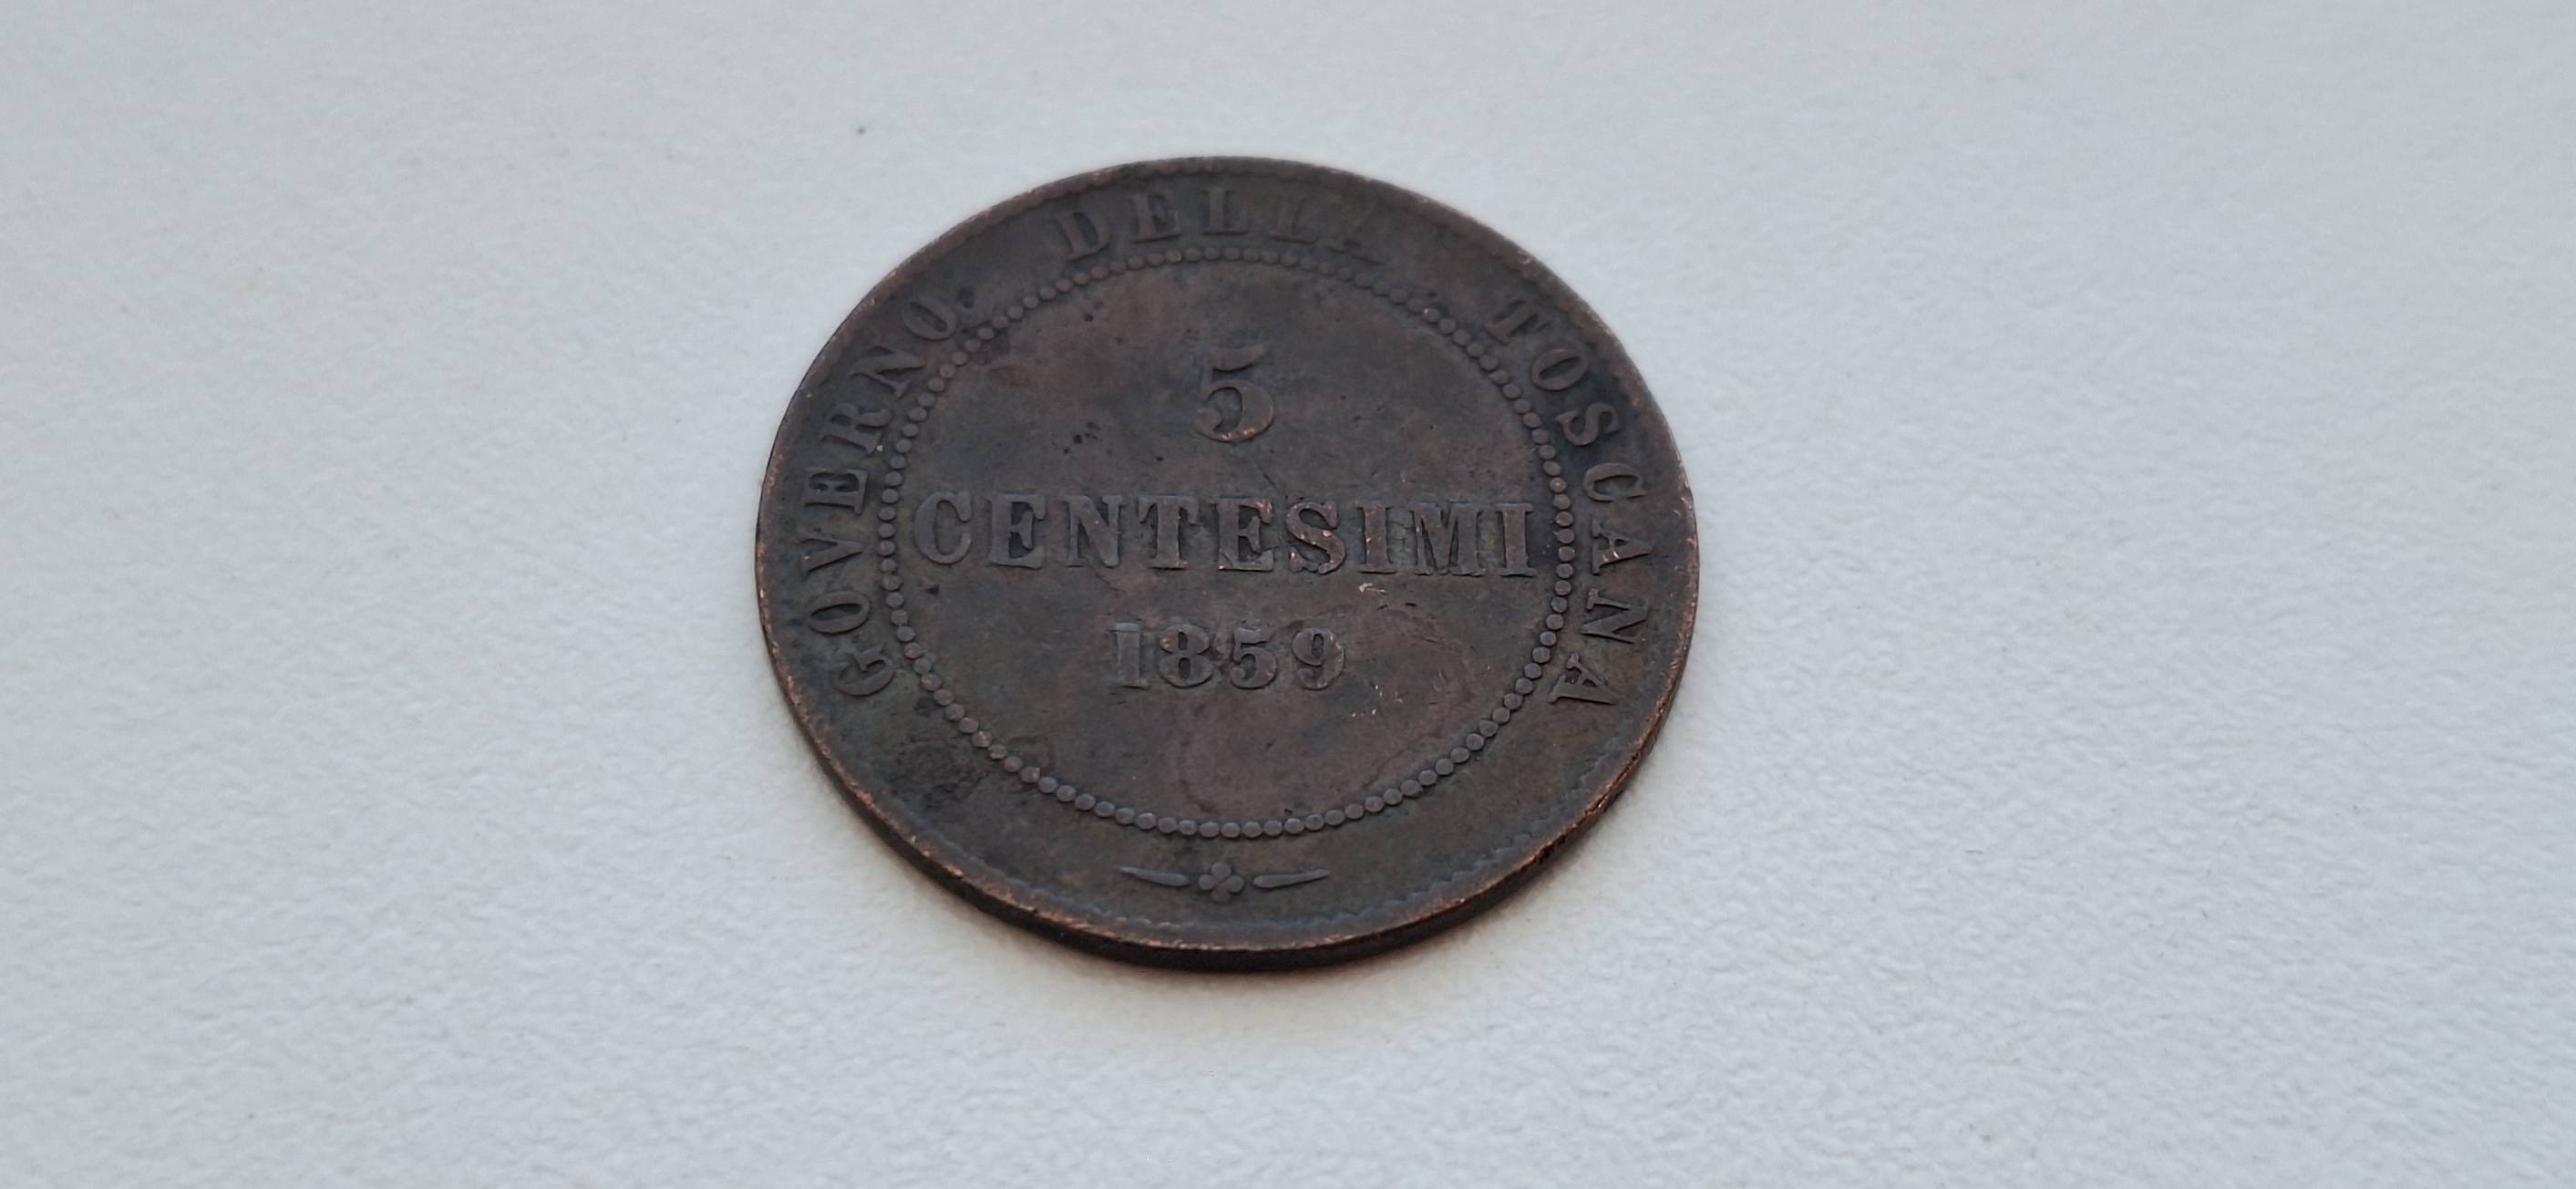 GOVERNO DELLA TOSCANA
5
CENTESIMI
1859